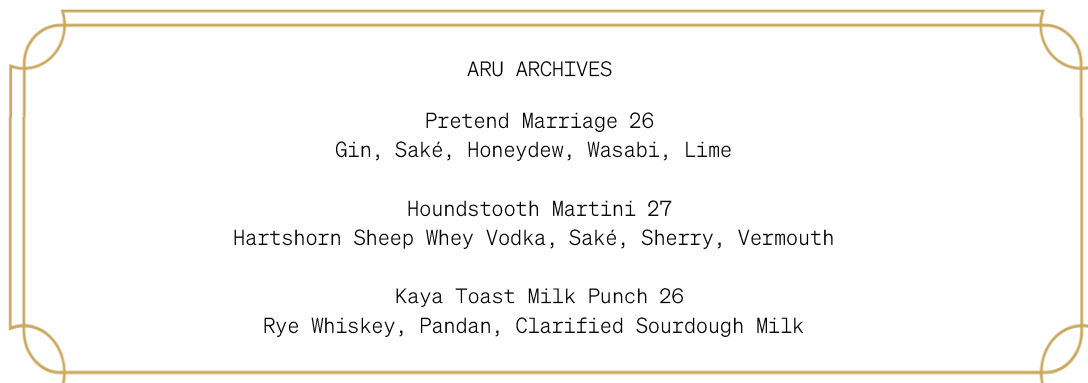 ARU ARCHIVES
Pretend Marriage 26
Gin, Saké, Honeydew, Wasabi, Lime
Houndstooth Martini 27
Hartshorn Sheep Whey Vodka, Saké, Sherry, Vermouth
Kaya Toast Milk Punch 26
Rye Whiskey, Pandan, Clarified Sourdough Milk